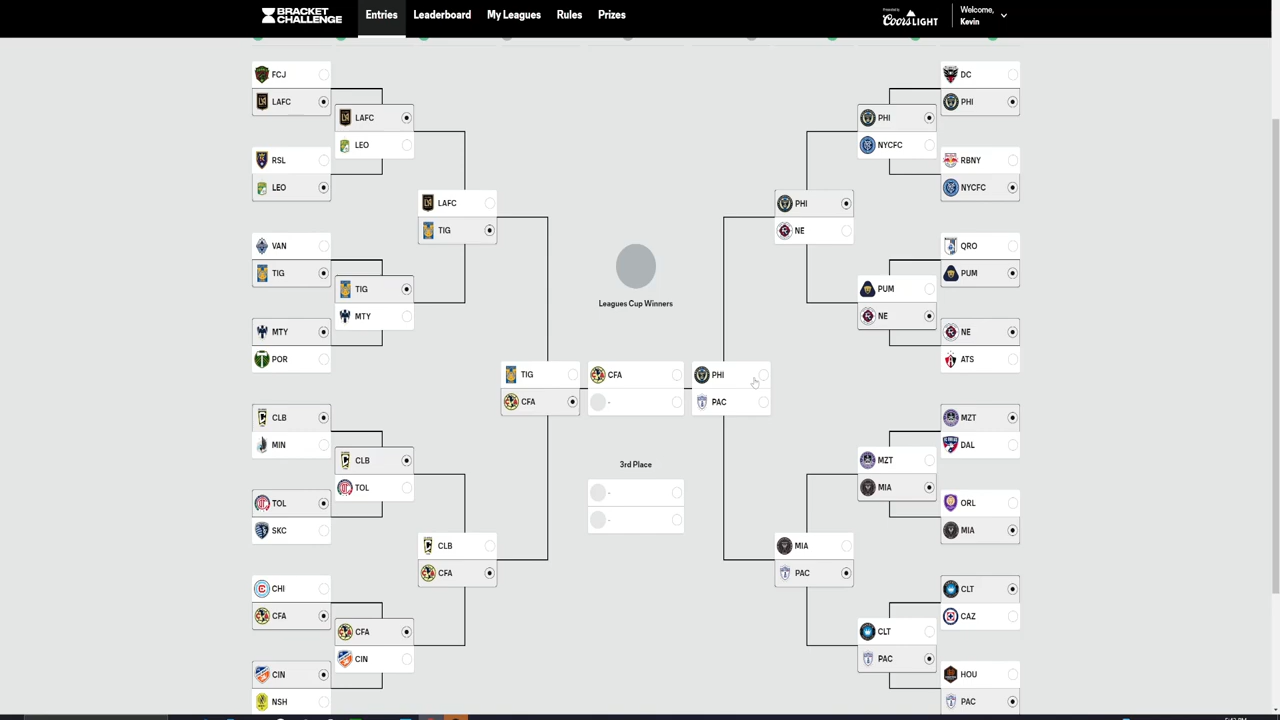 BRACKET CHALLENGE
Entries
Leaderboard
My Leagues
Rules
Prizes
Presented by
Coors LIGHT
Welcome,
Kevin
FCJ
LAFC
RSL
LEO
VAN
TIG
MTY
POR
CLB
MIN
TOL
SKC
CHI
CFA
CIN
NSH
LAFC
LEO
TIG
MTY
CLB
TOL
CFA
CIN
LAFC
TIG
CLB
CFA
TIG
CFA
Leagues Cup Winners
CFA
-
3rd Place
-
-
PHI
PAC
PHI
NE
MIA
PAC
PHI
NYCFC
PUM
NE
MZT
MIA
CLT
PAC
DC
PHI
RBNY
NYCFC
QRO
PUM
NE
ATS
MZT
DAL
ORL
MIA
CLT
CAZ
HOU
PAC